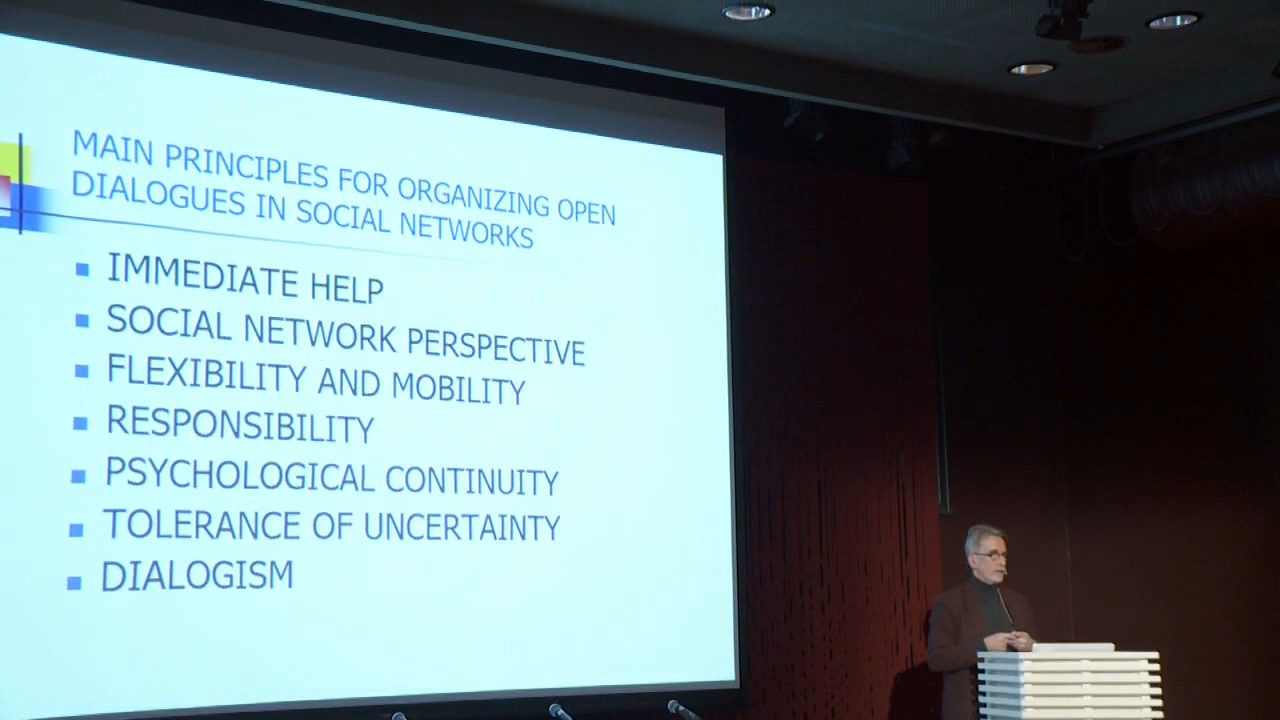 MAIN PRINCIPLES FOR ORGANIZING OPEN
DIALOGUES IN SOCIAL NETWORKS
IMMEDIATE HELP
SOCIAL NETWORK PERSPECTIVE
FLEXIBILITY AND MOBILITY
RESPONSIBILITY
PSYCHOLOGICAL CONTINUITY
TOLERANCE OF UNCERTAINTY
DIALOGISM